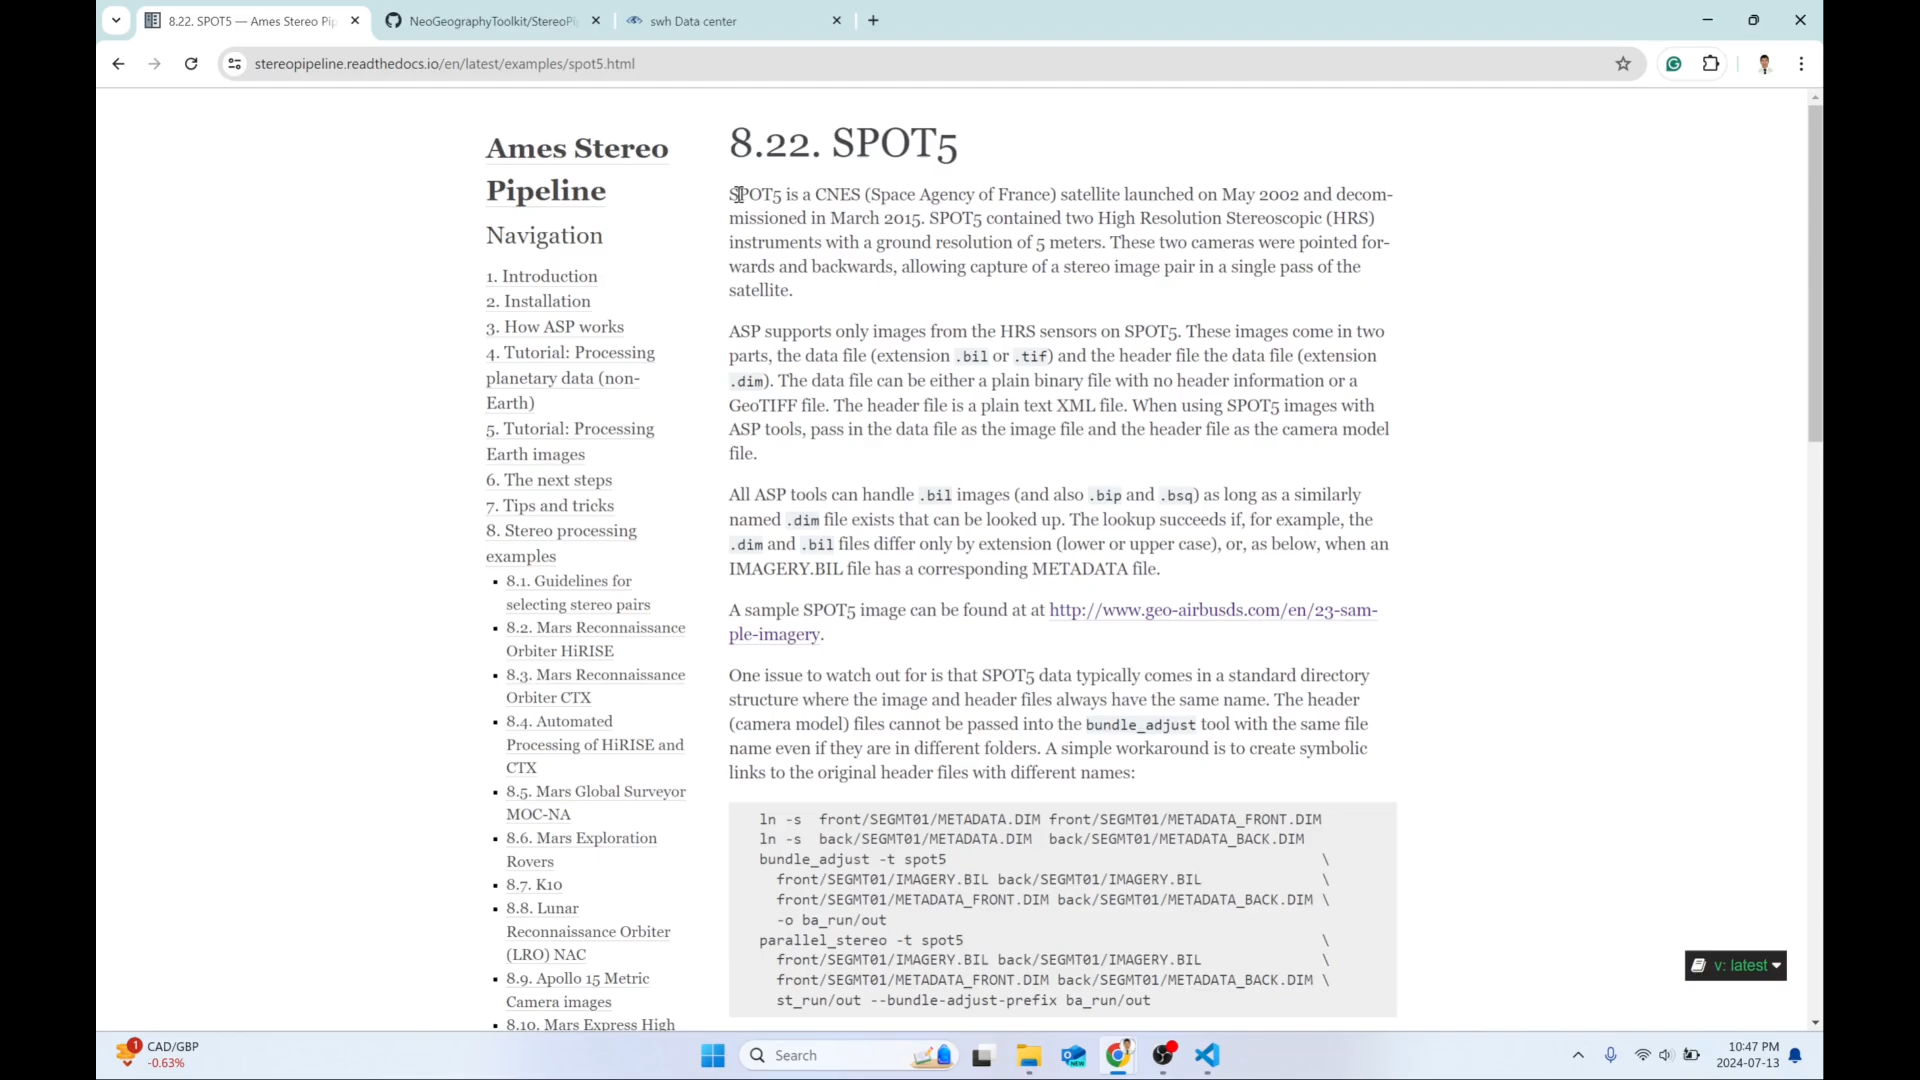 8.22. SPOT5 — Ames Stereo Pip
NeoGeographyToolkit/StereoPi
swh Data center
stereopipeline.readthedocs.io/en/latest/examples/spot5.html
Ames Stereo
Pipeline
Navigation
1. Introduction
2. Installation
3. How ASP works
4. Tutorial: Processing
planetary data (non-
Earth)
5. Tutorial: Processing
Earth images
6. The next steps
7. Tips and tricks
8. Stereo processing
examples
8.1. Guidelines for
selecting stereo pairs
8.2. Mars Reconnaissance
Orbiter HiRISE
8.3. Mars Reconnaissance
Orbiter CTX
8.4. Automated
Processing of HiRISE and
CTX
8.5. Mars Global Surveyor
MOC-NA
8.6. Mars Exploration
Rovers
8.7. K10
8.8. Lunar
Reconnaissance Orbiter
(LRO) NAC
8.9. Apollo 15 Metric
Camera images
8.10. Mars Express High
8.22. SPOT5
SPOT5 is a CNES (Space Agency of France) satellite launched on May 2002 and decom-
missioned in March 2015. SPOT5 contained two High Resolution Stereoscopic (HRS)
instruments with a ground resolution of 5 meters. These two cameras were pointed for-
wards and backwards, allowing capture of a stereo image pair in a single pass of the
satellite.
ASP supports only images from the HRS sensors on SPOT5. These images come in two
parts, the data file (extension .bil or .tif) and the header file the data file (extension
.dim). The data file can be either a plain binary file with no header information or a
GeoTIFF file. The header file is a plain text XML file. When using SPOT5 images with
ASP tools, pass in the data file as the image file and the header file as the camera model
file.
All ASP tools can handle .bil images (and also .bip and .bsq) as long as a similarly
named .dim file exists that can be looked up. The lookup succeeds if, for example, the
.dim and .bil files differ only by extension (lower or upper case), or, as below, when an
IMAGERY.BIL file has a corresponding METADATA file.
A sample SPOT5 image can be found at at http://www.geo-airbusds.com/en/23-sam-
ple-imagery.
One issue to watch out for is that SPOT5 data typically comes in a standard directory
structure where the image and header files always have the same name. The header
(camera model) files cannot be passed into the bundle_adjust tool with the same file
name even if they are in different folders. A simple workaround is to create symbolic
links to the original header files with different names:
ln -s  front/SEGMT01/METADATA.DIM front/SEGMT01/METADATA_FRONT.DIM
ln -s  back/SEGMT01/METADATA.DIM  back/SEGMT01/METADATA_BACK.DIM
bundle_adjust -t spot5 \
front/SEGMT01/IMAGERY.BIL back/SEGMT01/IMAGERY.BIL \
front/SEGMT01/METADATA_FRONT.DIM back/SEGMT01/METADATA_BACK.DIM \
-o ba_run/out
parallel_stereo -t spot5 \
front/SEGMT01/IMAGERY.BIL back/SEGMT01/IMAGERY.BIL \
front/SEGMT01/METADATA_FRONT.DIM back/SEGMT01/METADATA_BACK.DIM \
st_run/out --bundle-adjust-prefix ba_run/out
v: latest
1
CAD/GBP
-0.63%
Search
NEW
10:47 PM
2024-07-13